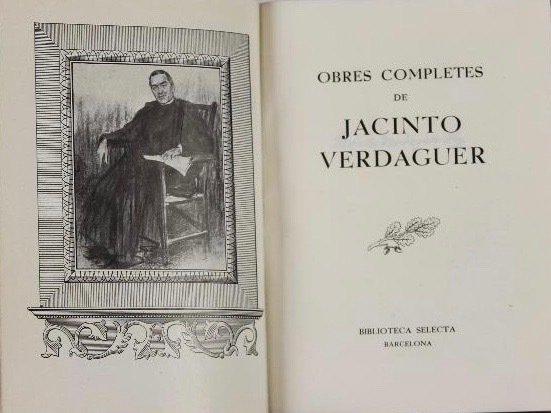 OBRES COMPLETES
DE
JACINTO
VERDAGUER
BIBLIOTECA SELECTA
BARCELONA